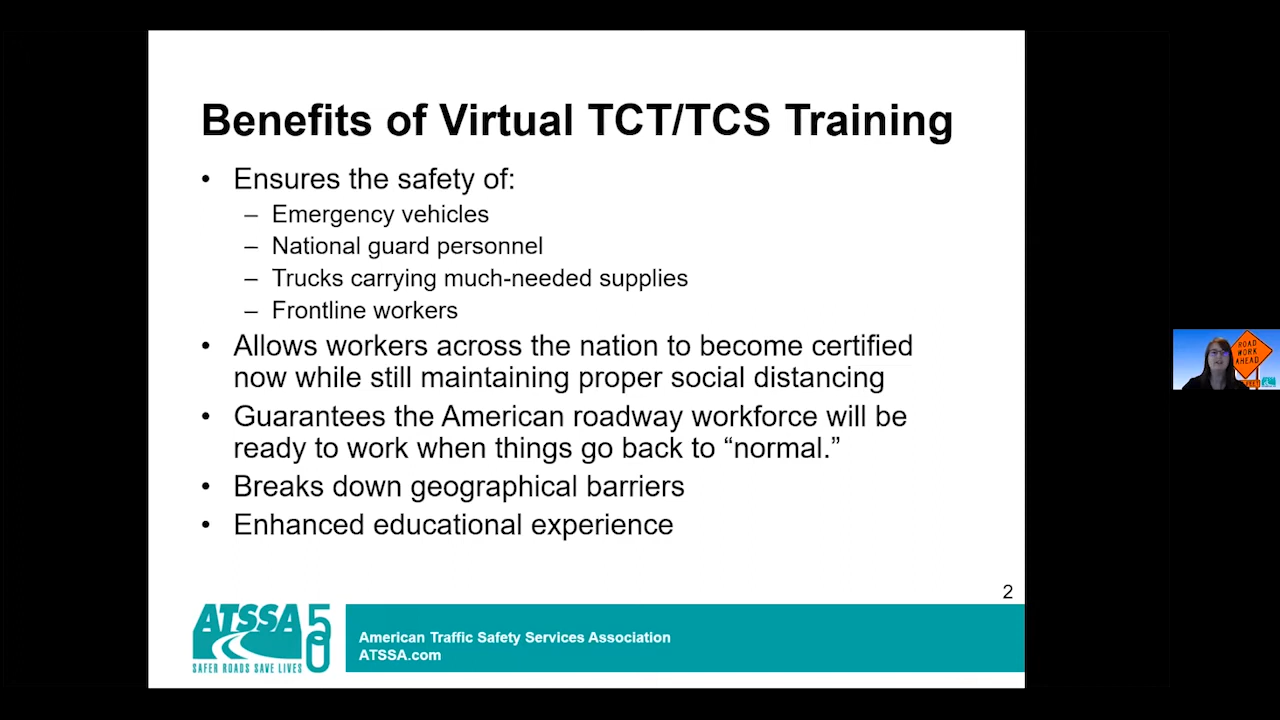 Benefits of Virtual TCT/TCS Training
• Ensures the safety of:
– Emergency vehicles
– National guard personnel
– Trucks carrying much-needed supplies
– Frontline workers
• Allows workers across the nation to become certified
now while still maintaining proper social distancing
• Guarantees the American roadway workforce will be
ready to work when things go back to “normal.”
• Breaks down geographical barriers
• Enhanced educational experience
2
ATSSA 50
SAFER ROADS SAVE LIVES
American Traffic Safety Services Association
ATSSA.com
ROAD
WORK
AHEAD